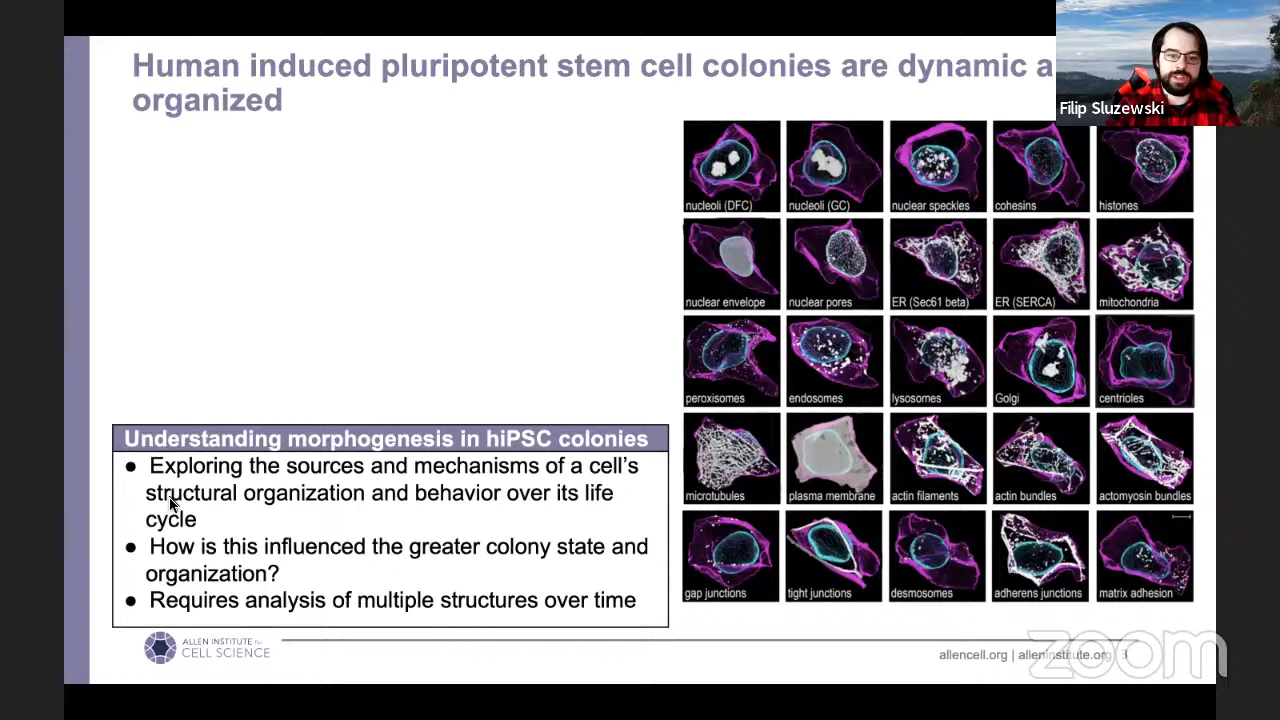 Human induced pluripotent stem cell colonies are dynamic a
organized
Filip Sluzewski
nucleoli (DFC)
nucleoli (GC)
nuclear speckles
cohesins
histones
nuclear envelope
nuclear pores
ER (Sec61 beta)
ER (SERCA)
mitochondria
peroxisomes
endosomes
lysosomes
Golgi
centrioles
microtubules
plasma membrane
actin filaments
actin bundles
actomyosin bundles
gap junctions
tight junctions
desmosomes
adherens junctions
matrix adhesion
Understanding morphogenesis in hiPSC colonies
● Exploring the sources and mechanisms of a cell's
structural organization and behavior over its life
cycle
● How is this influenced the greater colony state and
organization?
● Requires analysis of multiple structures over time
ALLEN INSTITUTE for
CELL SCIENCE
allencell.org | alleninstitute.org 3
zoom